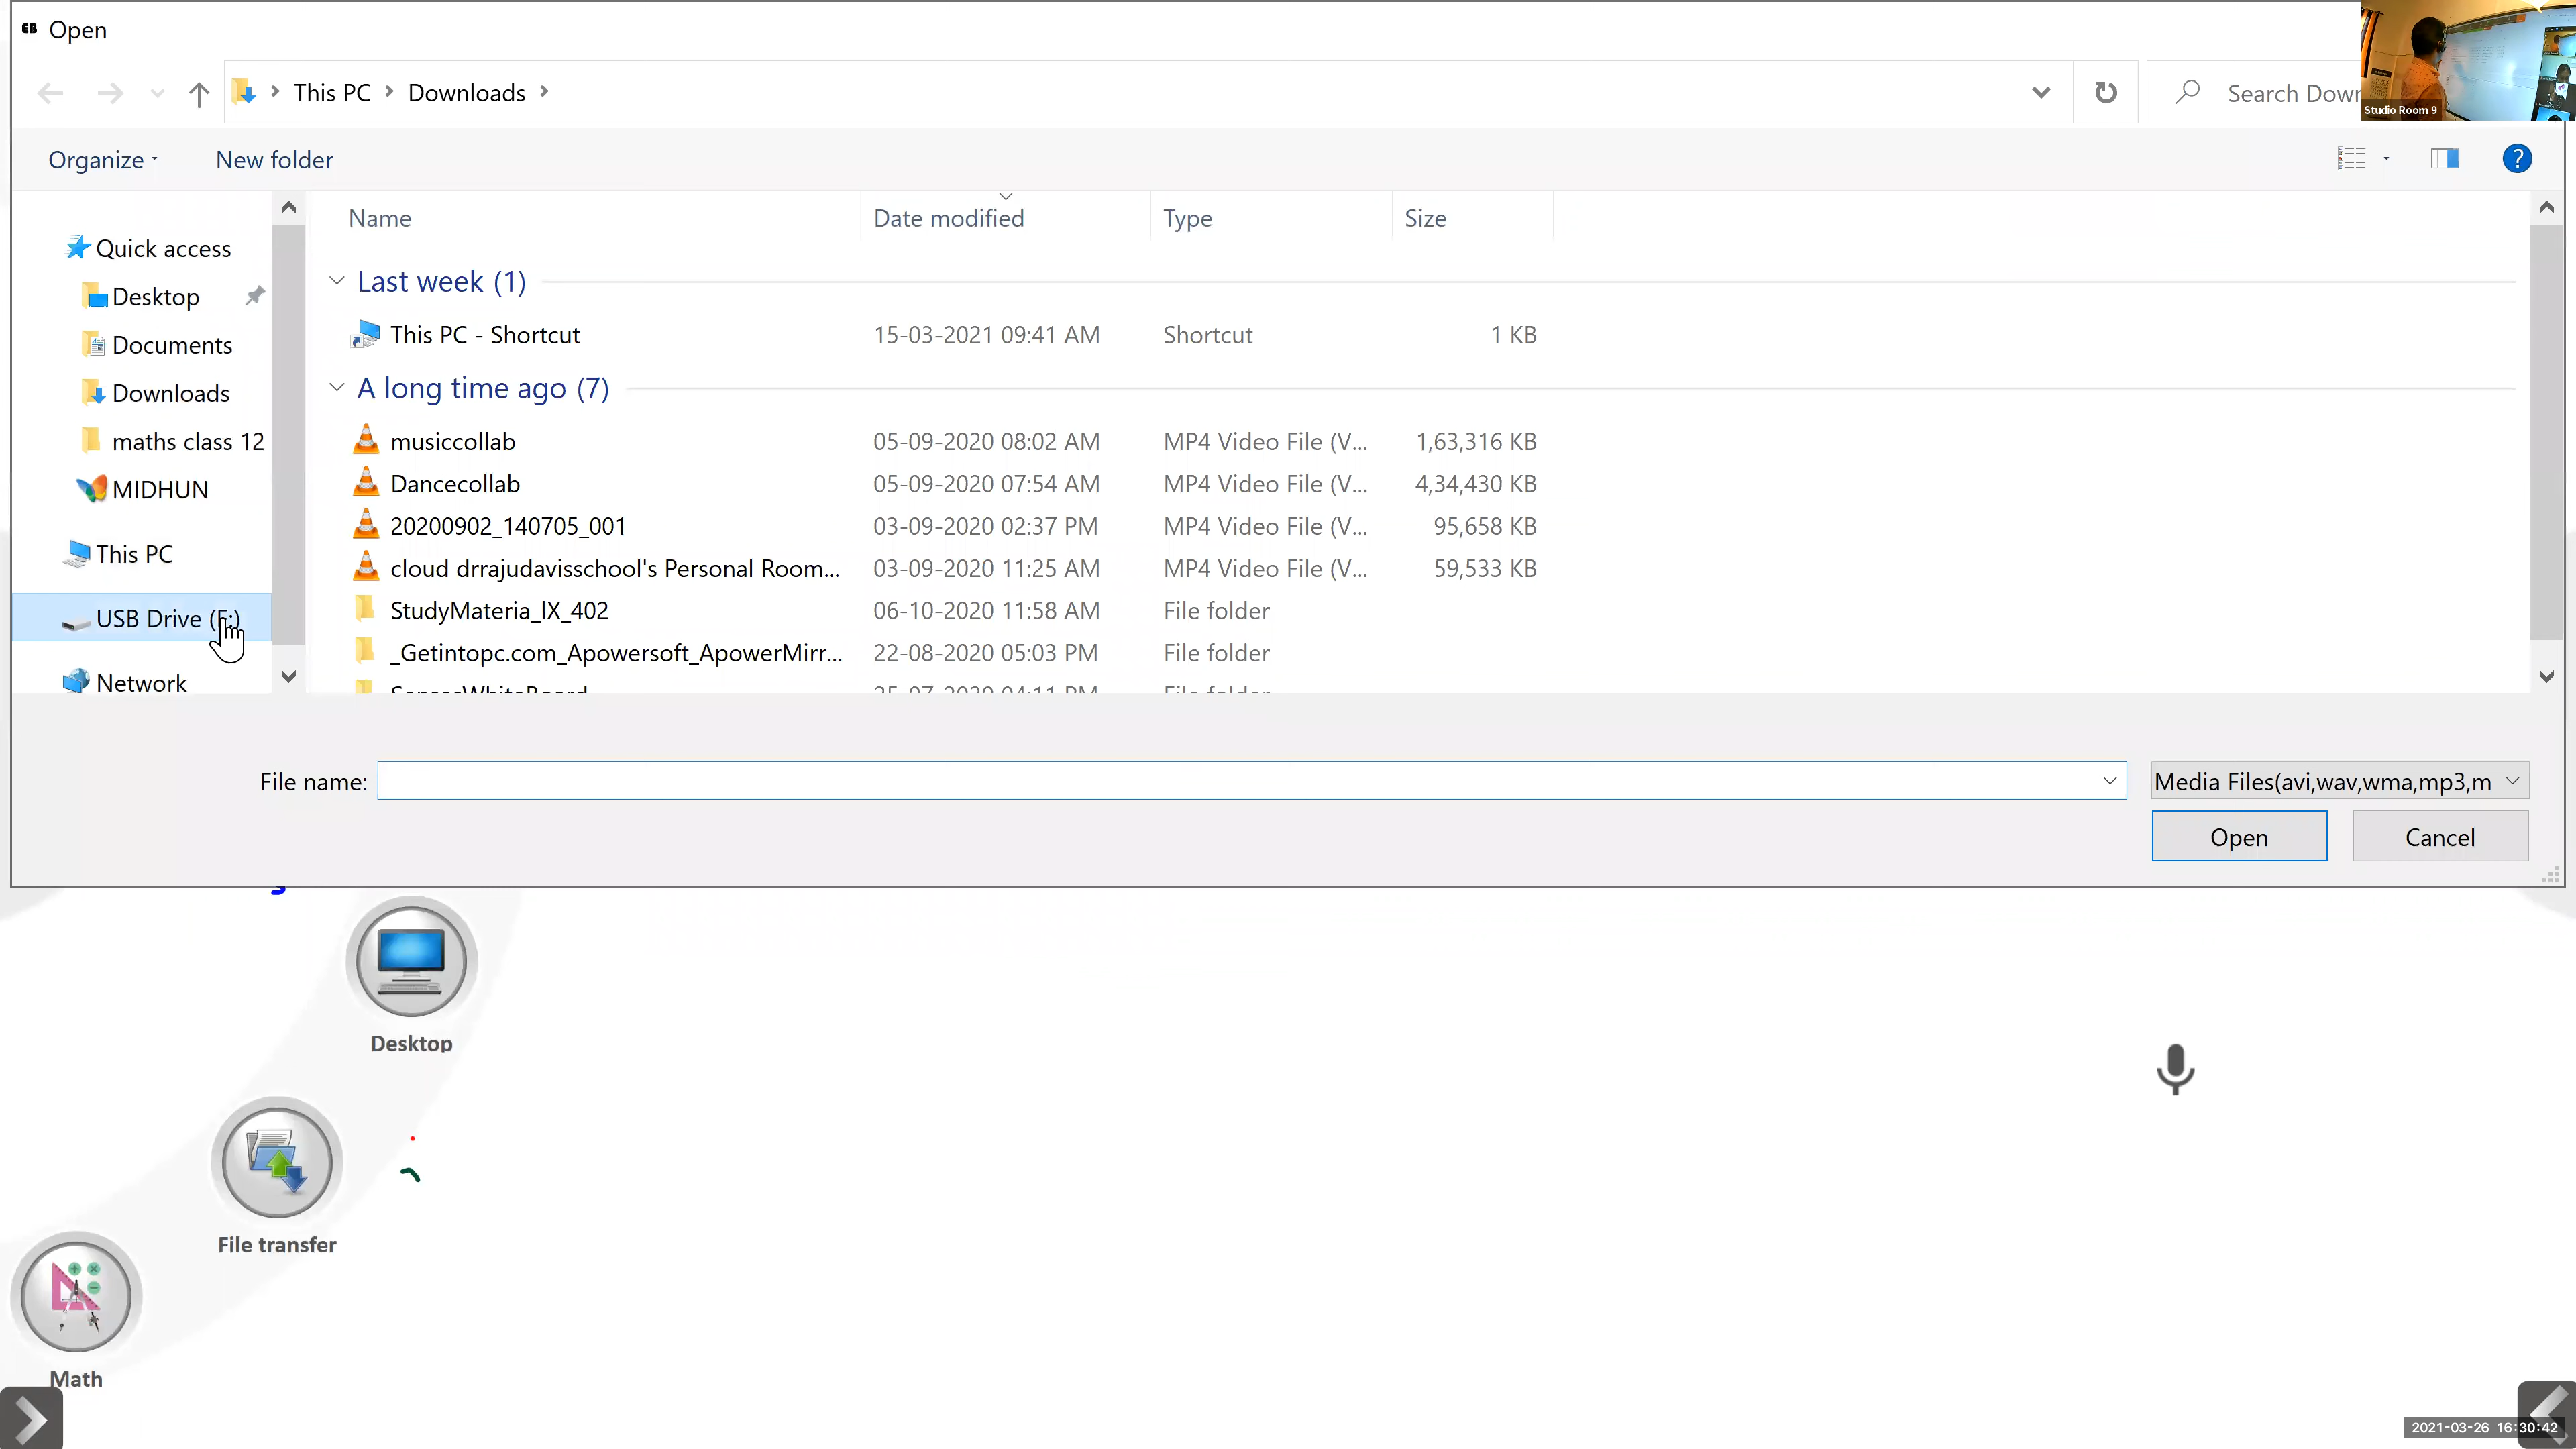 EB Open
Studio Room 9
This PC Downloads
Search Down
Organize New folder
Name Date modified Type Size
Quick access
Desktop
Documents
Downloads
maths class 12
MIDHUN
This PC
USB Drive (F:)
Network
Last week (1)
This PC - Shortcut 15-03-2021 09:41 AM Shortcut 1 KB
A long time ago (7)
musiccollab 05-09-2020 08:02 AM MP4 Video File (V... 1,63,316 KB
Dancecollab 05-09-2020 07:54 AM MP4 Video File (V... 4,34,430 KB
20200902_140705_001 03-09-2020 02:37 PM MP4 Video File (V... 95,658 KB
cloud drrajudavisschool's Personal Room... 03-09-2020 11:25 AM MP4 Video File (V... 59,533 KB
StudyMateria_IX_402 06-10-2020 11:58 AM File folder
_Getintopc.com_Apowersoft_ApowerMirr... 22-08-2020 05:03 PM File folder
File folder
File name:
Media Files(avi,wav,wma,mp3,m
Open Cancel
Desktop
File transfer
Math
2021-03-26 16:30:42